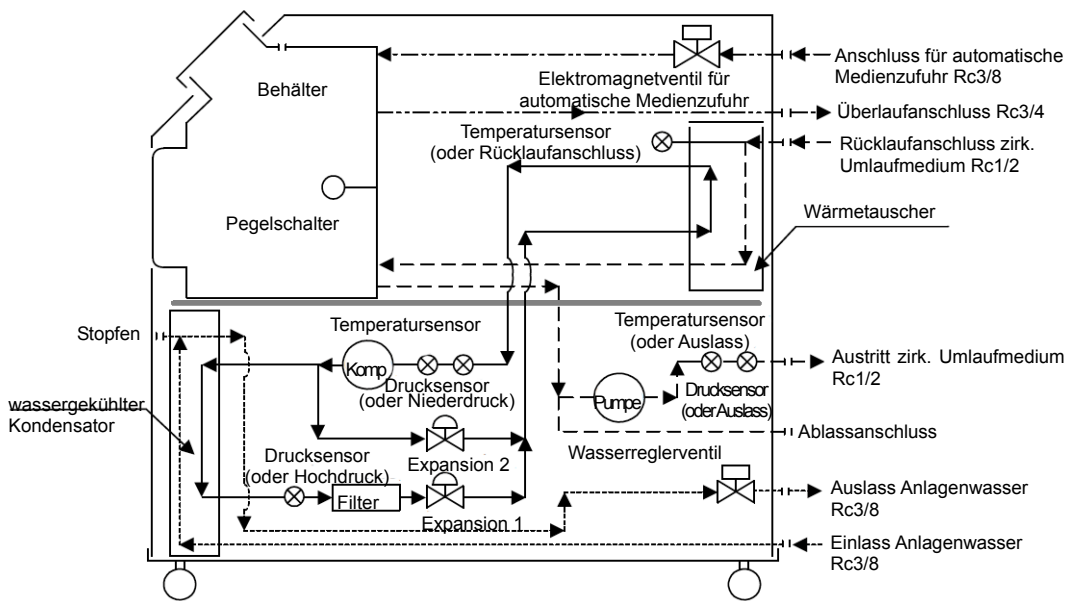 Anschluss für automatische
Medienzufuhr Rc3/8
Behälter
Elektromagnetventil für
automatische Medienzufuhr
Überlaufanschluss Rc3/4
Temperatursensor
(oder Rücklaufanschluss)
Rücklaufanschluss zirk.
Umlaufmedium Rc1/2
Pegelschalter
Wärmetauscher
Stopfen
Temperatursensor
Temperatursensor
(oder Auslass)
Komp
Drucksensor
(oder Niederdruck)
Pumpe
Drucksensor
(oder Auslass)
Austritt zirk. Umlaufmedium
Rc1/2
wassergekühlter
Kondensator
Ablassanschluss
Drucksensor
(oder Hochdruck)
Expansion 2
Wasserreglerventil
Filter
Expansion 1
Auslass Anlagenwasser
Rc3/8
Einlass Anlagenwasser
Rc3/8